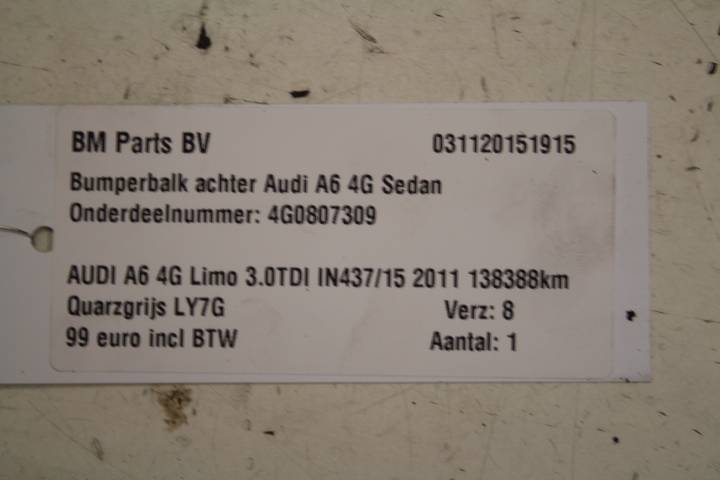 BM Parts BV 031120151915
Bumperbalk achter Audi A6 4G Sedan
Onderdeelnummer: 4G0807309
AUDI A6 4G Limo 3.0TDI IN437/15 2011 138388km
Quarzgrijs LY7G Verz: 8
99 euro incl BTW Aantal: 1